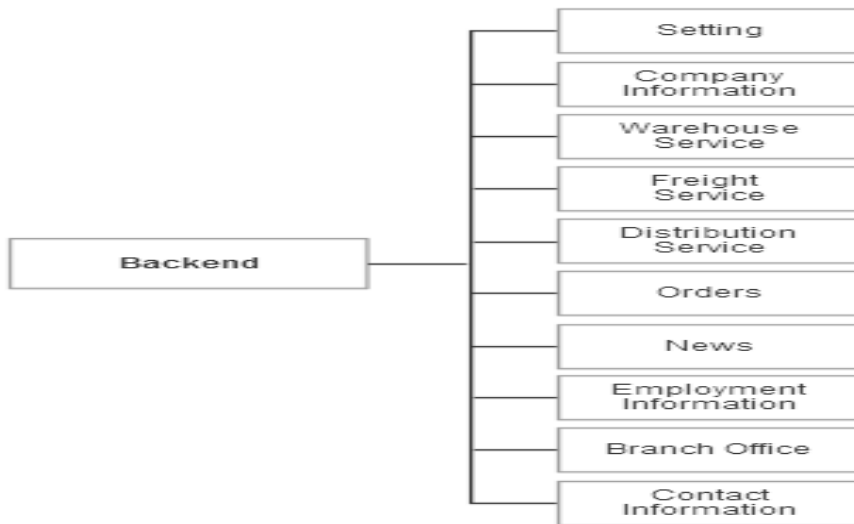 Setting
Company
Information
Warehouse
Service
Freight
Service
Distribution
Service
Backend
Orders
News
Employment
Information
Branch Office
Contact
Information